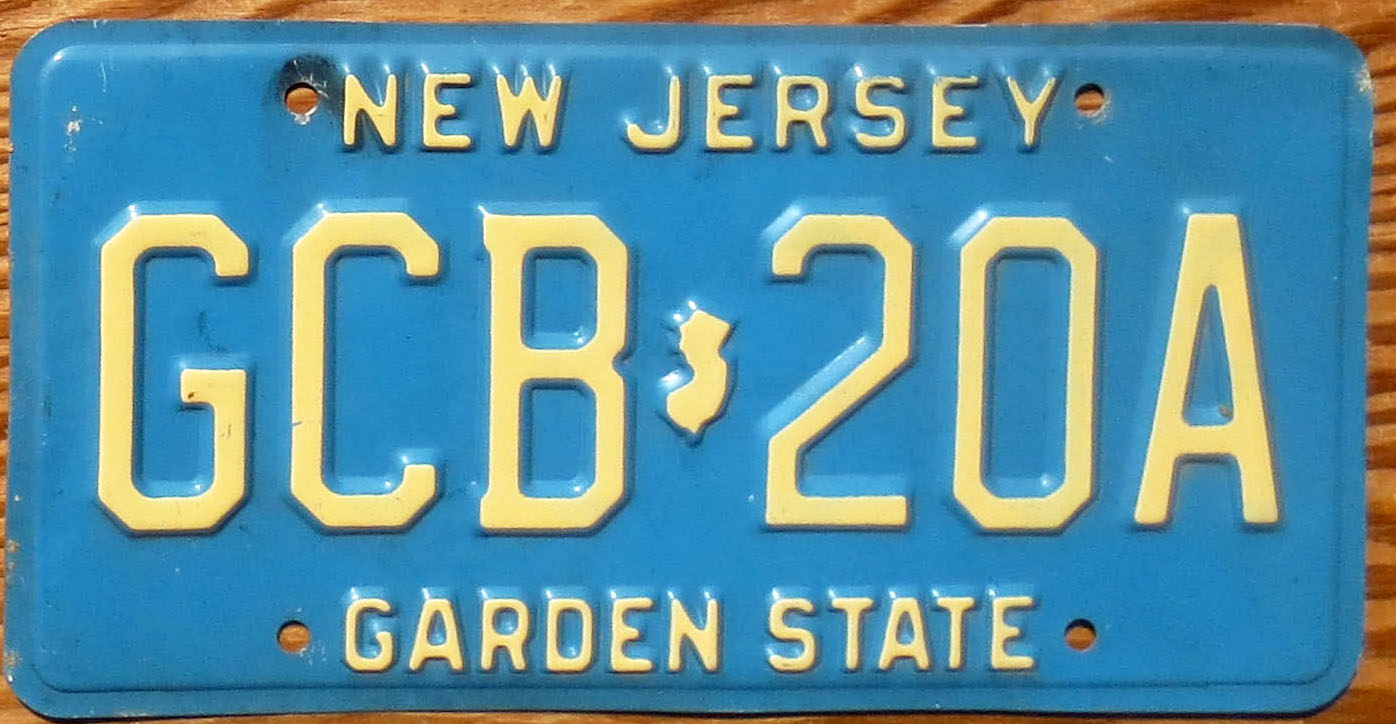 NEW JERSEY
GCB 20A
GARDEN STATE